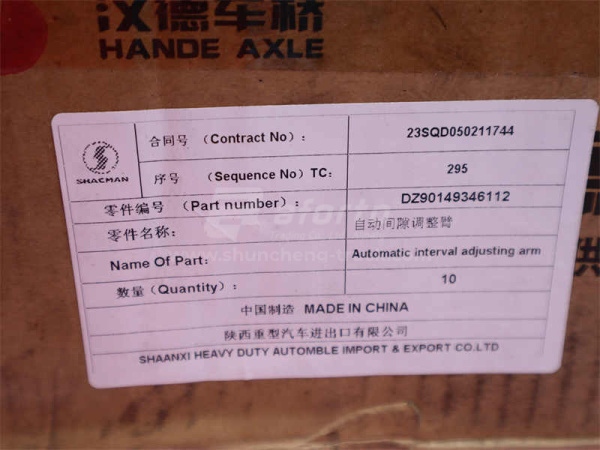 汉德车桥
HANDE AXLE
SHACMAN
合同号 （Contract No）：
23SQD050211744
序号 （Sequence No）TC：
295
零件编号（Part number）：
DZ90149346112
零件名称：
自动间隙调整臂
Name Of Part:
Automatic interval adjusting arm
数量（Quantity）：
10
中国制造 MADE IN CHINA
陕西重型汽车进出口有限公司
SHAANXI HEAVY DUTY AUTOMBLE IMPORT & EXPORT CO.LTD
供